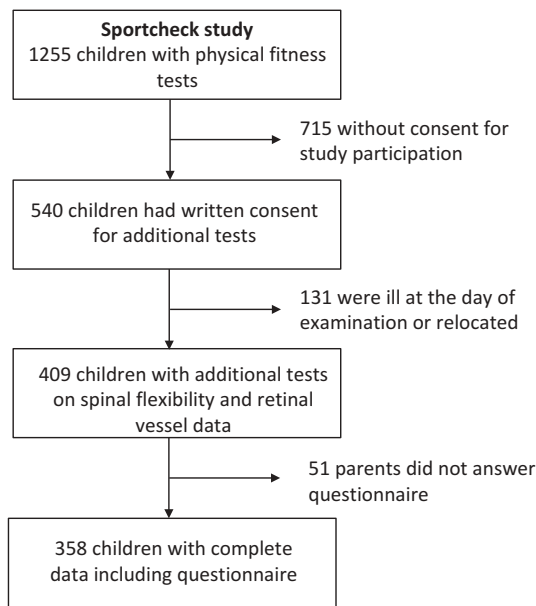 Sportcheck study
1255 children with physical fitness
tests
715 without consent for
study participation
540 children had written consent
for additional tests
131 were ill at the day of
examination or relocated
409 children with additional tests
on spinal flexibility and retinal
vessel data
51 parents did not answer
questionnaire
358 children with complete
data including questionnaire